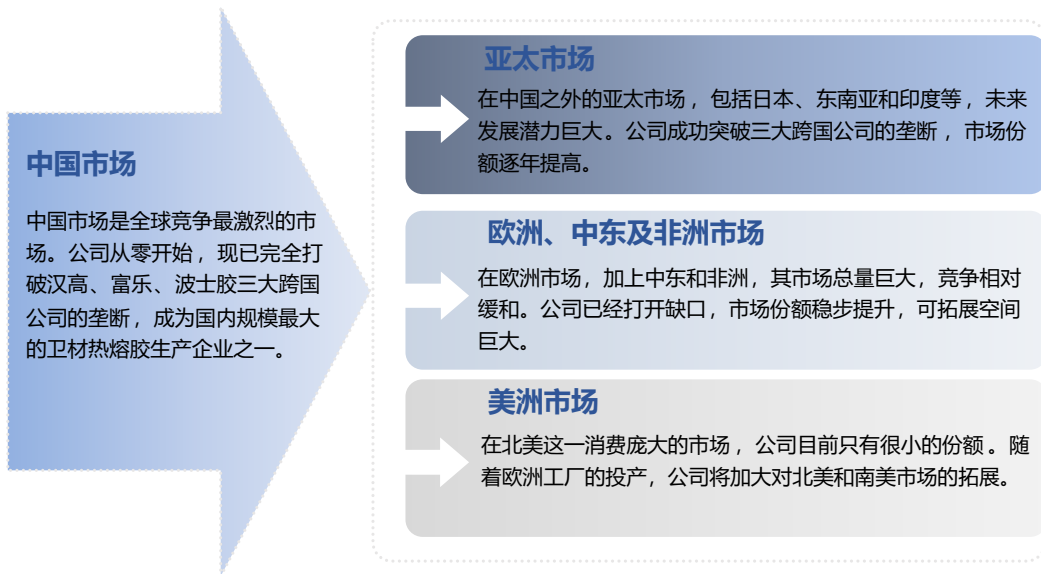 中国市场
中国市场是全球竞争最激烈的市
场。公司从零开始，现已完全打
破汉高、富乐、波士胶三大跨国
公司的垄断，成为国内规模最大
的卫材热熔胶生产企业之一。
亚太市场
在中国之外的亚太市场，包括日本、东南亚和印度等，未来
发展潜力巨大。公司成功突破三大跨国公司的垄断，市场份
额逐年提高。
欧洲、中东及非洲市场
在欧洲市场，加上中东和非洲，其市场总量巨大，竞争相对
缓和。公司已经打开缺口，市场份额稳步提升，可拓展空间
巨大。
美洲市场
在北美这一消费庞大的市场，公司目前只有很小的份额。随
着欧洲工厂的投产，公司将加大对北美和南美市场的拓展。